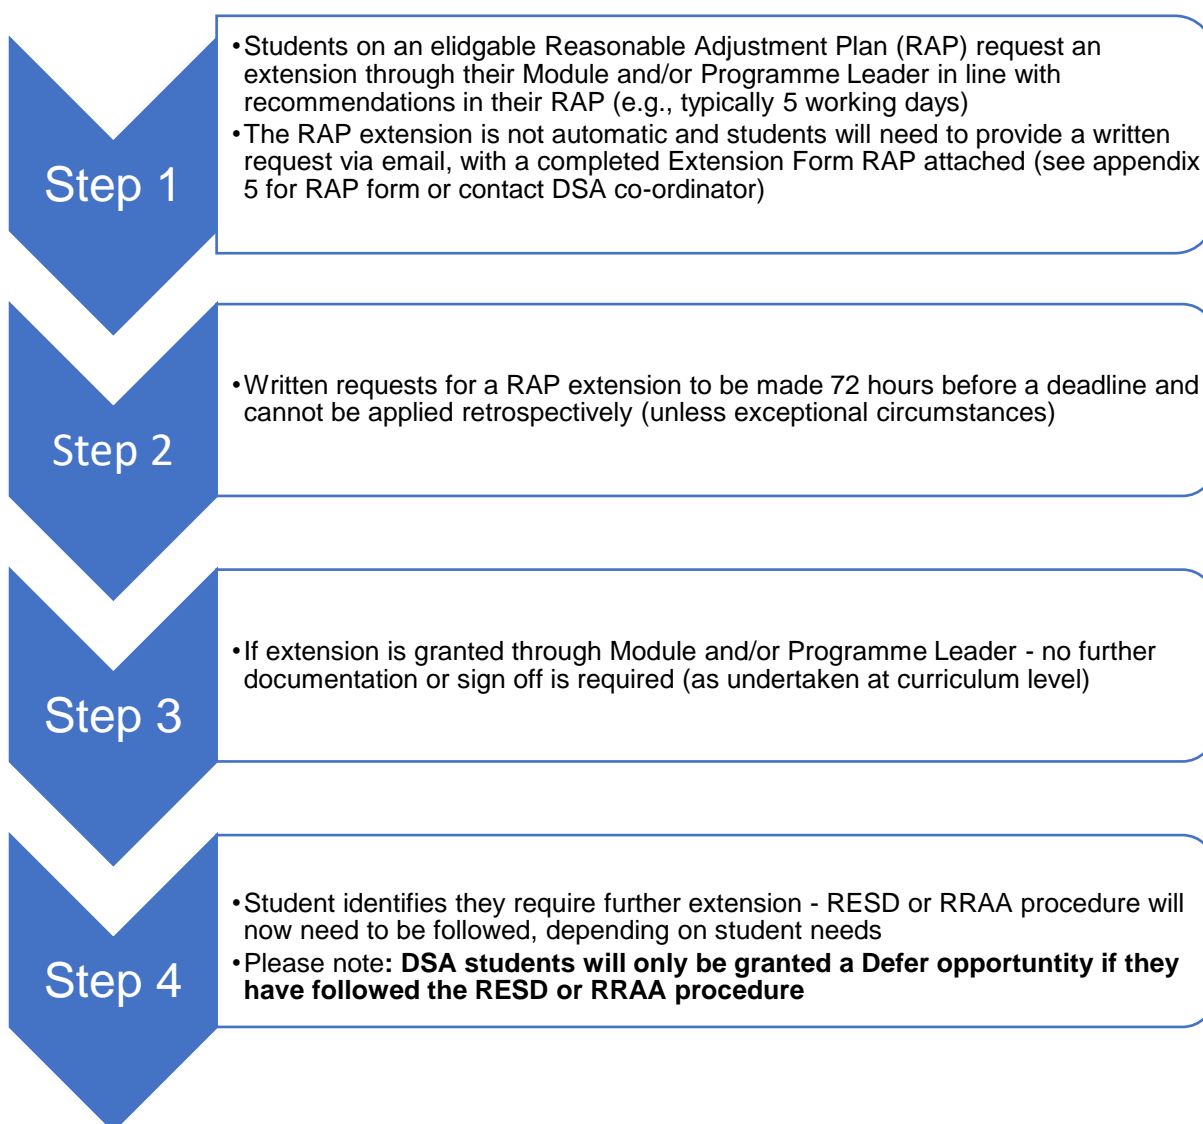 Step 1
•Students on an elidgable Reasonable Adjustment Plan (RAP) request an
extension through their Module and/or Programme Leader in line with
recommendations in their RAP (e.g., typically 5 working days)
•The RAP extension is not automatic and students will need to provide a written
request via email, with a completed Extension Form RAP attached (see appendix
5 for RAP form or contact DSA co-ordinator)
Step 2
•Written requests for a RAP extension to be made 72 hours before a deadline and
cannot be applied retrospectively (unless exceptional circumstances)
Step 3
•If extension is granted through Module and/or Programme Leader - no further
documentation or sign off is required (as undertaken at curriculum level)
Step 4
•Student identifies they require further extension - RESD or RRAA procedure will
now need to be followed, depending on student needs
•Please note: DSA students will only be granted a Defer opportuntity if they
have followed the RESD or RRAA procedure